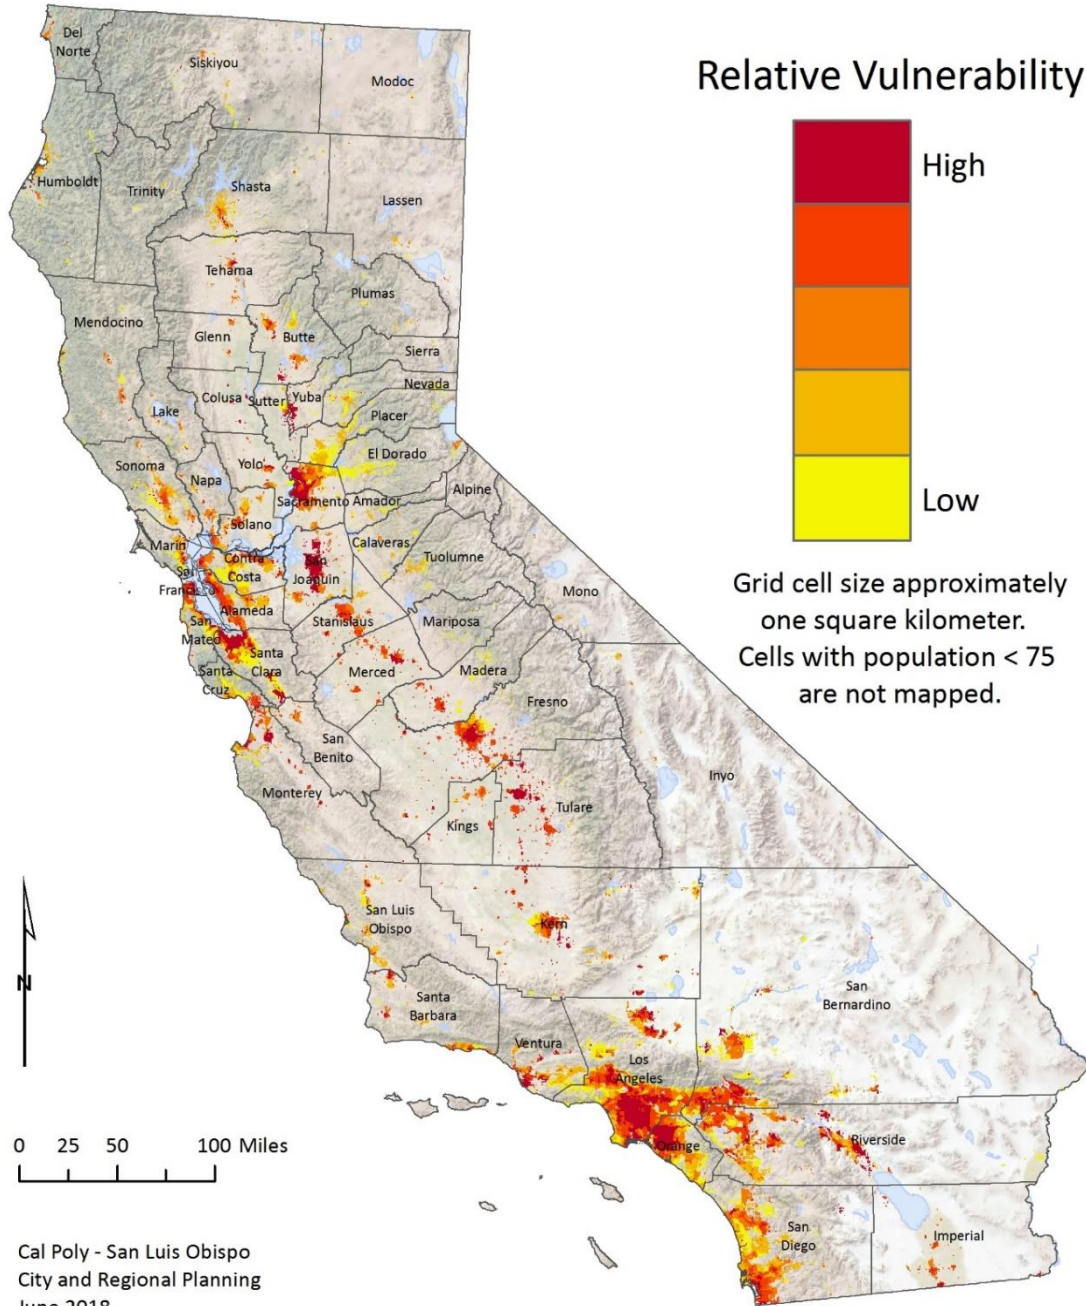 Relative Vulnerability
High
Low
Grid cell size approximately
one square kilometer.
Cells with population < 75
are not mapped.
Del
Norte
Siskiyou
Modoc
Humboldt
Trinity
Shasta
Lassen
Tehama
Plumas
Mendocino
Glenn
Butte
Sierra
Nevada
Colusa
Sutter
Yuba
Lake
Placer
El Dorado
Sonoma
Yolo
Napa
Sacramento
Amador
Alpine
Solano
Marin
Calaveras
Contra
Costa
San
Joaquin
Tuolumne
San
Mono
Alameda
Stanislaus
Mariposa
San
Santa
Clara
Merced
Madera
Santa
Cruz
Fresno
San
Benito
Inyo
Monterey
Kings
Tulare
San Luis
Obispo
Kern
Santa
Barbara
San
Bernardino
Ventura
Los
Angeles
Orange
Riverside
San
Diego
Imperial
N
0 25 50 100 Miles
Cal Poly - San Luis Obispo
City and Regional Planning
June 2018